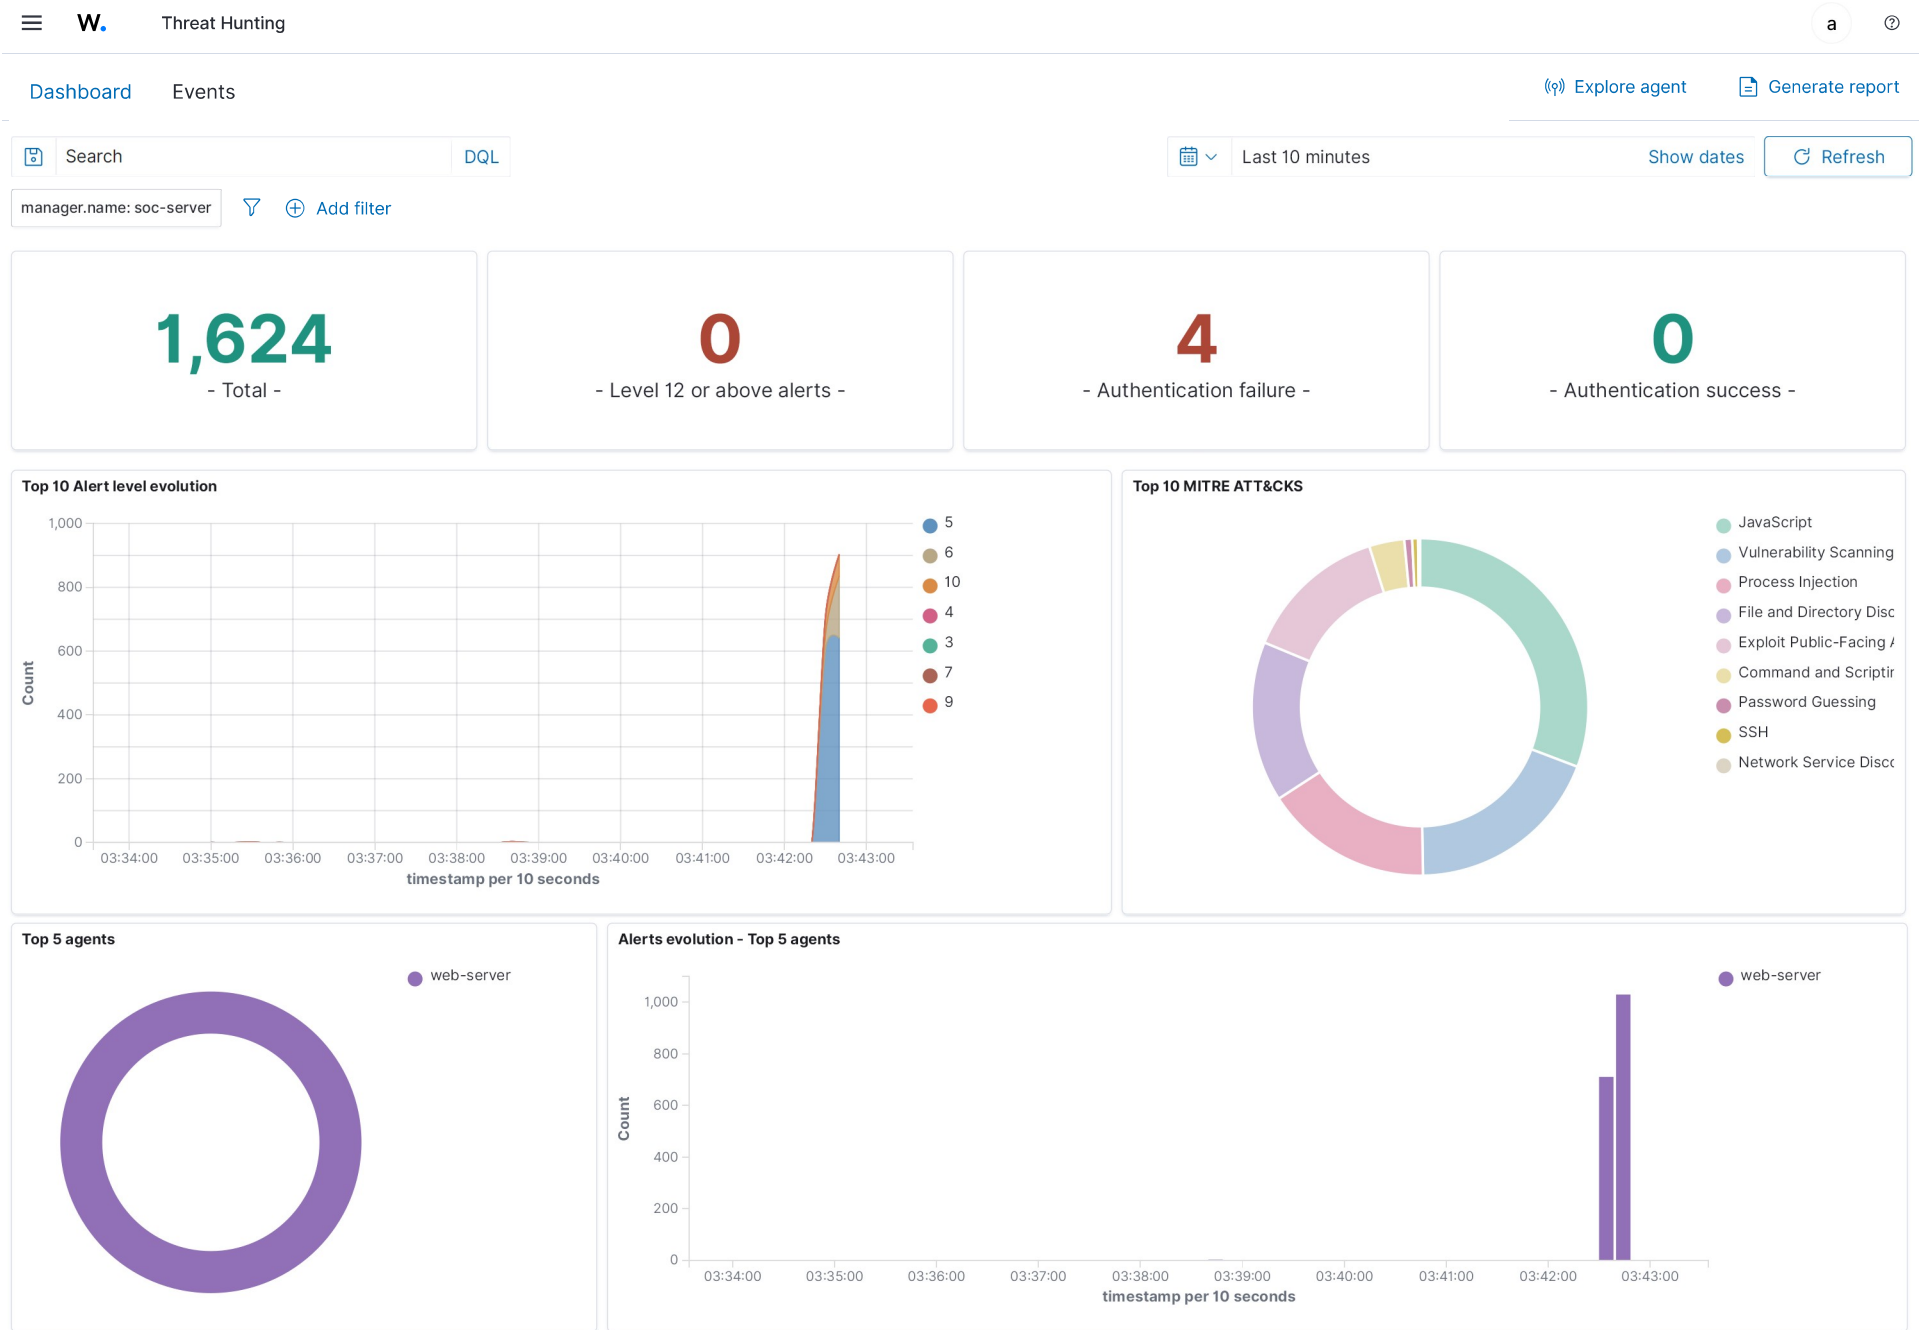 W. Threat Hunting a
Dashboard Events Explore agent Generate report
Search DQL Last 10 minutes Show dates Refresh
manager.name: soc-server Add filter
1,624
- Total -
0
- Level 12 or above alerts -
4
- Authentication failure -
0
- Authentication success -
Top 10 Alert level evolution
1,000
800
600
400
200
0
Count
03:34:00 03:35:00 03:36:00 03:37:00 03:38:00 03:39:00 03:40:00 03:41:00 03:42:00 03:43:00
timestamp per 10 seconds
5
6
10
4
3
7
9
Top 10 MITRE ATT&CKS
JavaScript
Vulnerability Scanning
Process Injection
File and Directory Disc
Exploit Public-Facing
Command and Scriptin
Password Guessing
SSH
Network Service Disc
Top 5 agents
web-server
Alerts evolution - Top 5 agents
1,000
800
600
400
200
0
Count
03:34:00 03:35:00 03:36:00 03:37:00 03:38:00 03:39:00 03:40:00 03:41:00 03:42:00 03:43:00
timestamp per 10 seconds
web-server